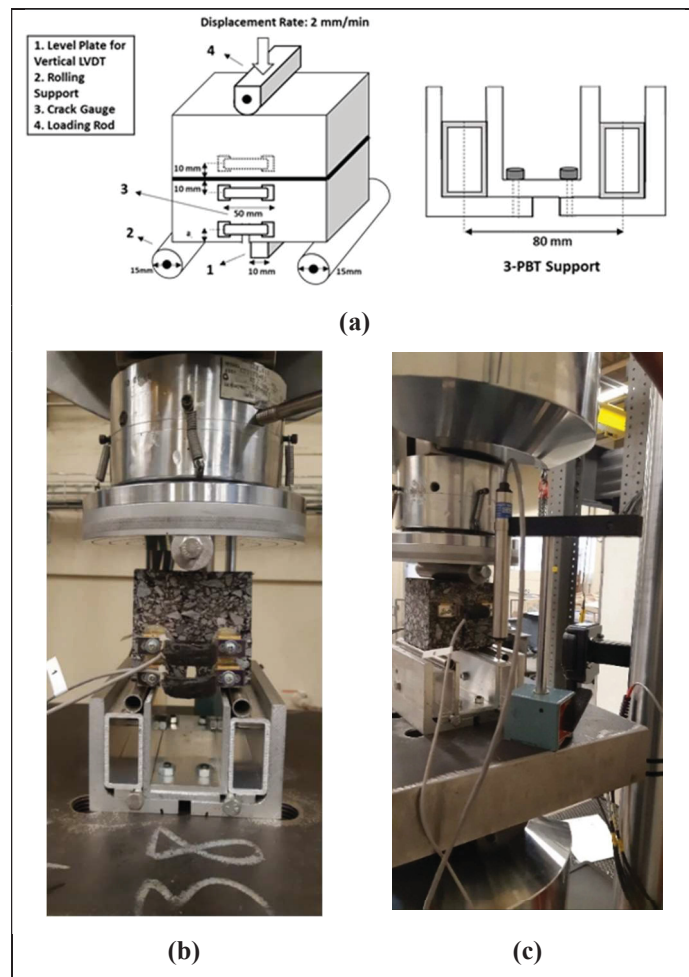 Displacement Rate: 2 mm/min
1. Level Plate for
Vertical LVDT
2. Rolling
Support
3. Crack Gauge
4. Loading Rod
4
10 mm
10 mm
3
50 mm
a
2
15mm
1
10 mm
15mm
80 mm
3-PBT Support
(a)
(b)
(c)